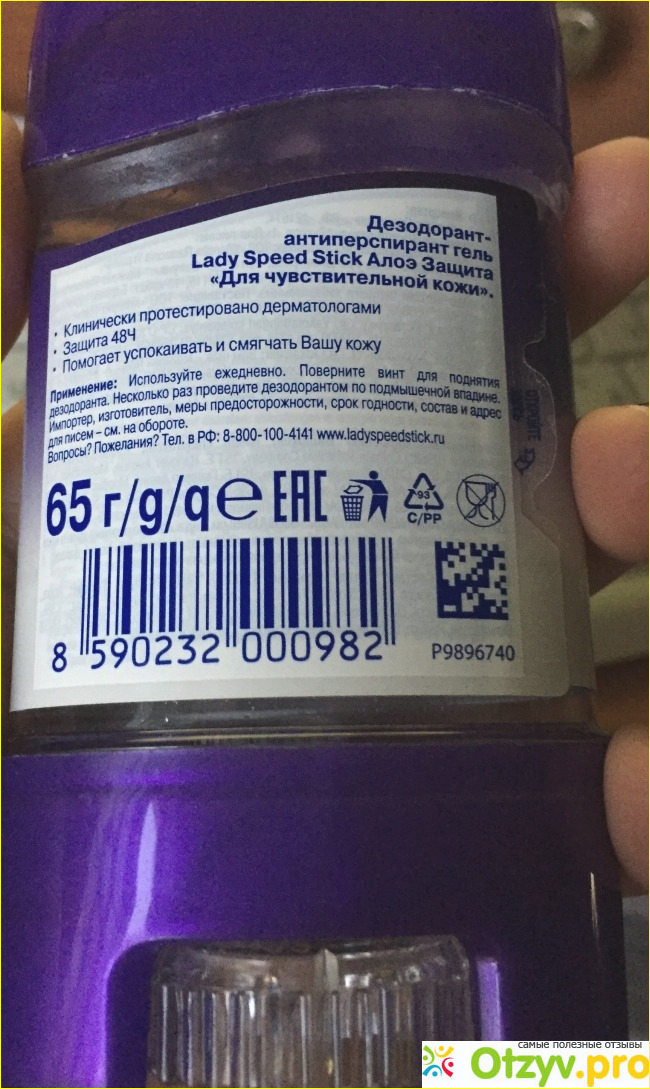 Дезодорант-
антиперспирант гель
Lady Speed Stick Алоэ Защита
«Для чувствительной кожи».
• Клинически протестировано дерматологами
• Защита 48Ч
• Помогает успокаивать и смягчать Вашу кожу
Применение: Используйте ежедневно. Поверните винт для поднятия
дезодоранта. Несколько раз проведите дезодорантом по подмышечной впадине.
Импортер, изготовитель, меры предосторожности, срок годности, состав и адрес
для писем – см. на обороте.
Вопросы? Пожелания? Тел. в РФ: 8-800-100-4141 www.ladyspeedstick.ru
65 г/g/q℮ EAC
93
C/PP
8 590232 000982
P9896740
самые полезные отзывы
Otzyv.pro